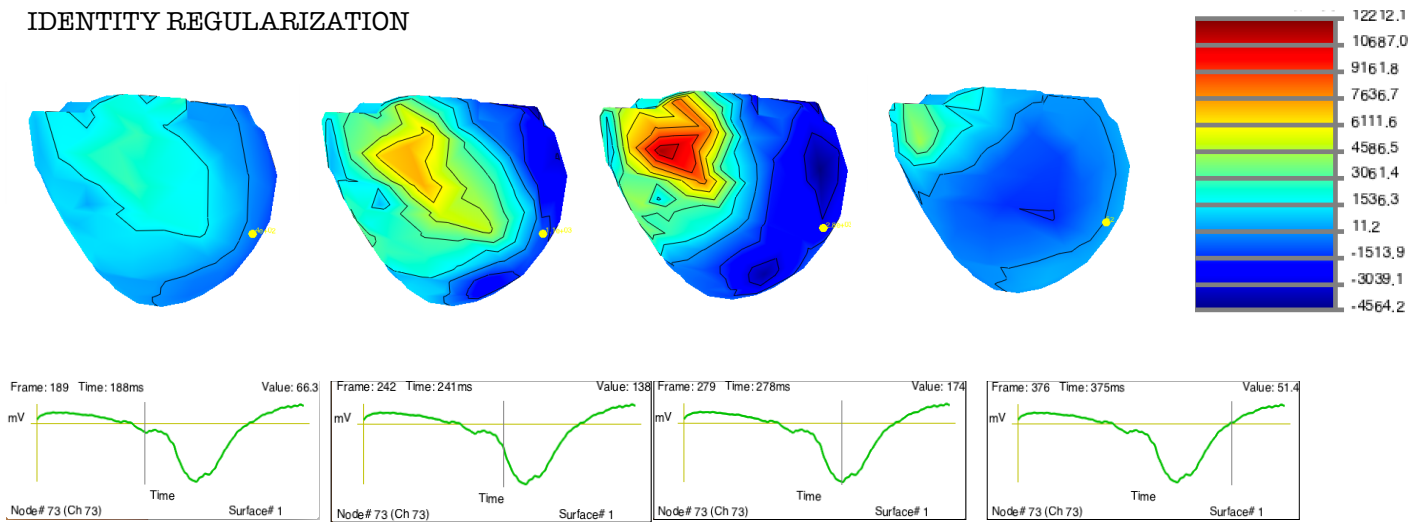 IDENTITY REGULARIZATION
12212.1
10687.0
9161.8
7636.7
6111.6
4586.5
3061.4
1536.3
11.2
-1513.9
-3039.1
-4564.2
Frame: 189 Time: 188ms Value: 66.3
mV
Time
Node# 73 (Ch 73) Surface# 1
Frame: 242 Time: 241ms Value: 138
mV
Time
Node# 73 (Ch 73) Surface# 1
Frame: 279 Time: 278ms Value: 174
mV
Time
Node# 73 (Ch 73) Surface# 1
Frame: 376 Time: 375ms Value: 51.4
mV
Time
Node# 73 (Ch 73) Surface# 1